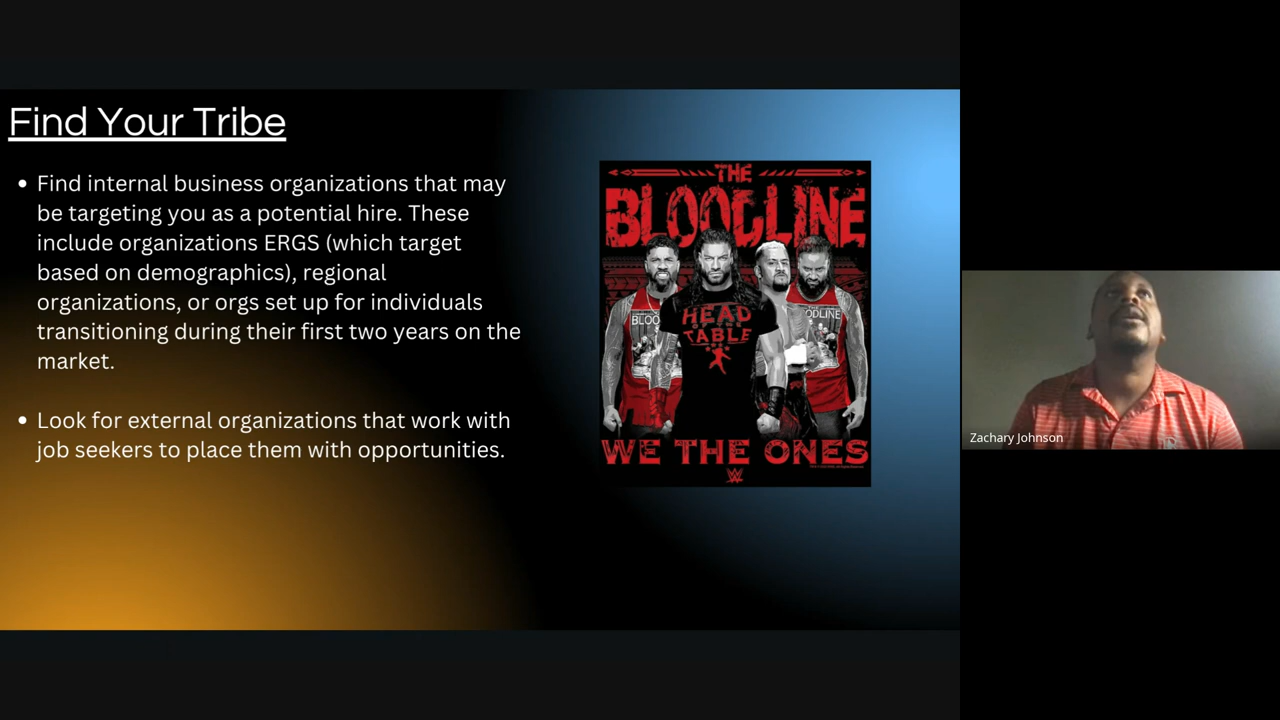 Find Your Tribe
Find internal business organizations that may
be targeting you as a potential hire. These
include organizations ERGS (which target
based on demographics), regional
organizations, or orgs set up for individuals
transitioning during their first two years on the
market.
Look for external organizations that work with
job seekers to place them with opportunities.
THE
BLOODLINE
HEAD
OF THE
TABLE
WE THE ONES
Zachary Johnson